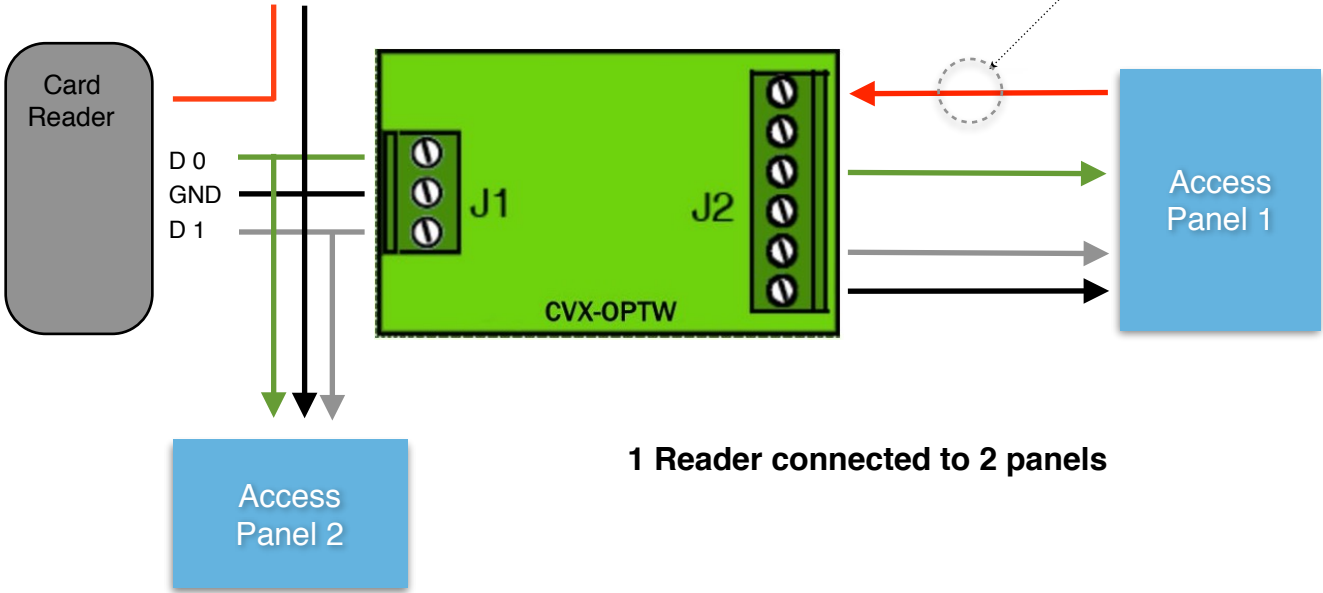 Card
Reader
D 0
GND
D 1
J1
J2
CVX-OPTW
Access
Panel 1
1 Reader connected to 2 panels
Access
Panel 2